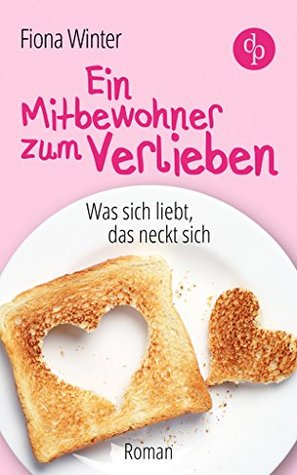 Fiona Winter
dp
Ein
Mitbewohner
zum Verlieben
Was sich liebt,
das neckt sich
Roman